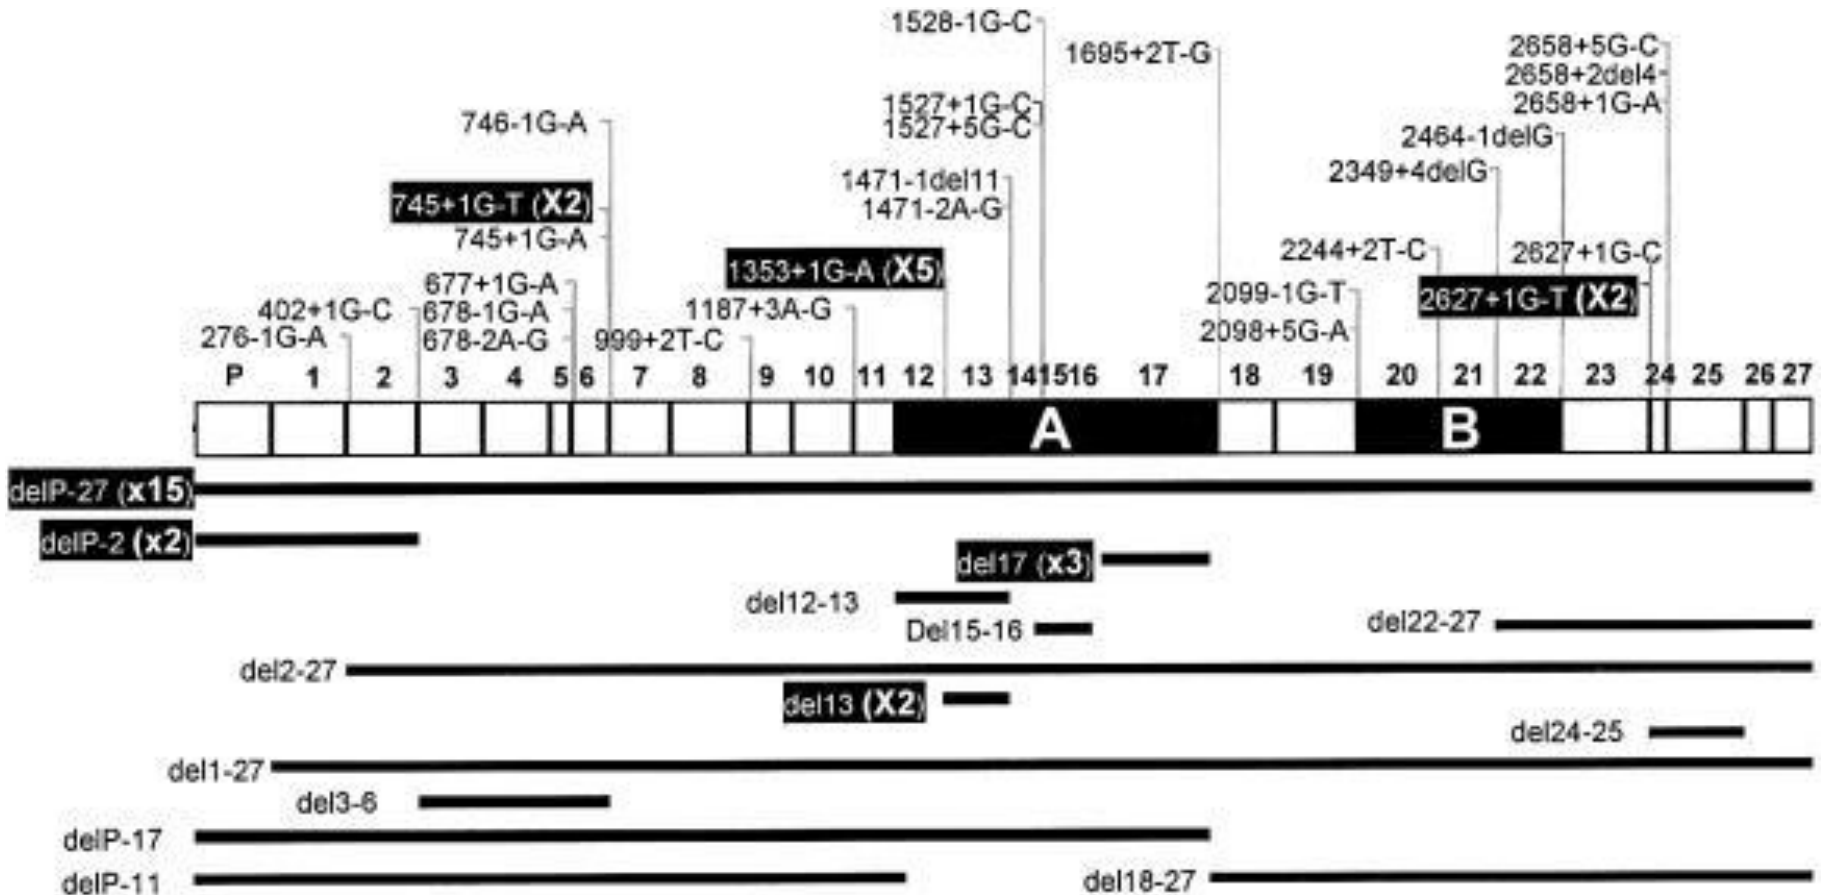 1528-1G-C
1695+2T-G
2658+5G-C
2658+2del4
2658+1G-A
1527+1G-C
1527+5G-C
746-1G-A
2464-1delG
2349+4delG
1471-1del11
1471-2A-G
745+1G-T (X2)
745+1G-A
2244+2T-C
2627+1G-C
1353+1G-A (X5)
677+1G-A
678-1G-A
678-2A-G
402+1G-C
276-1G-A
1187+3A-G
999+2T-C
2099-1G-T
2098+5G-A
2627+1G-T (X2)
P 1 2 3 4 5 6 7 8 9 10 11 12 13 14 15 16 17 18 19 20 21 22 23 24 25 26 27
A B
delP-27 (x15)
delP-2 (x2)
del17 (x3)
del12-13
Del15-16
del22-27
del2-27
del13 (X2)
del24-25
del1-27
del3-6
delP-17
delP-11
del18-27